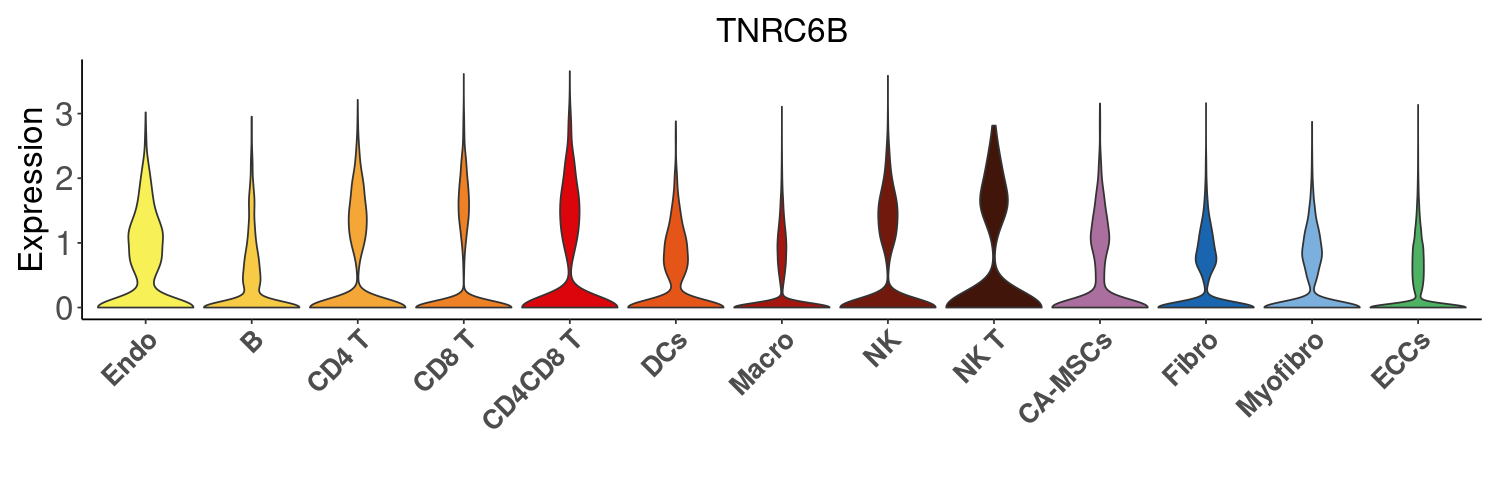 TNRC6B
Expression
3
2
1
0
Endo
B
CD4 T
CD8 T
CD4CD8 T
DCs
Macro
NK
NK T
CA-MSCs
Fibro
Myofibro
ECCs